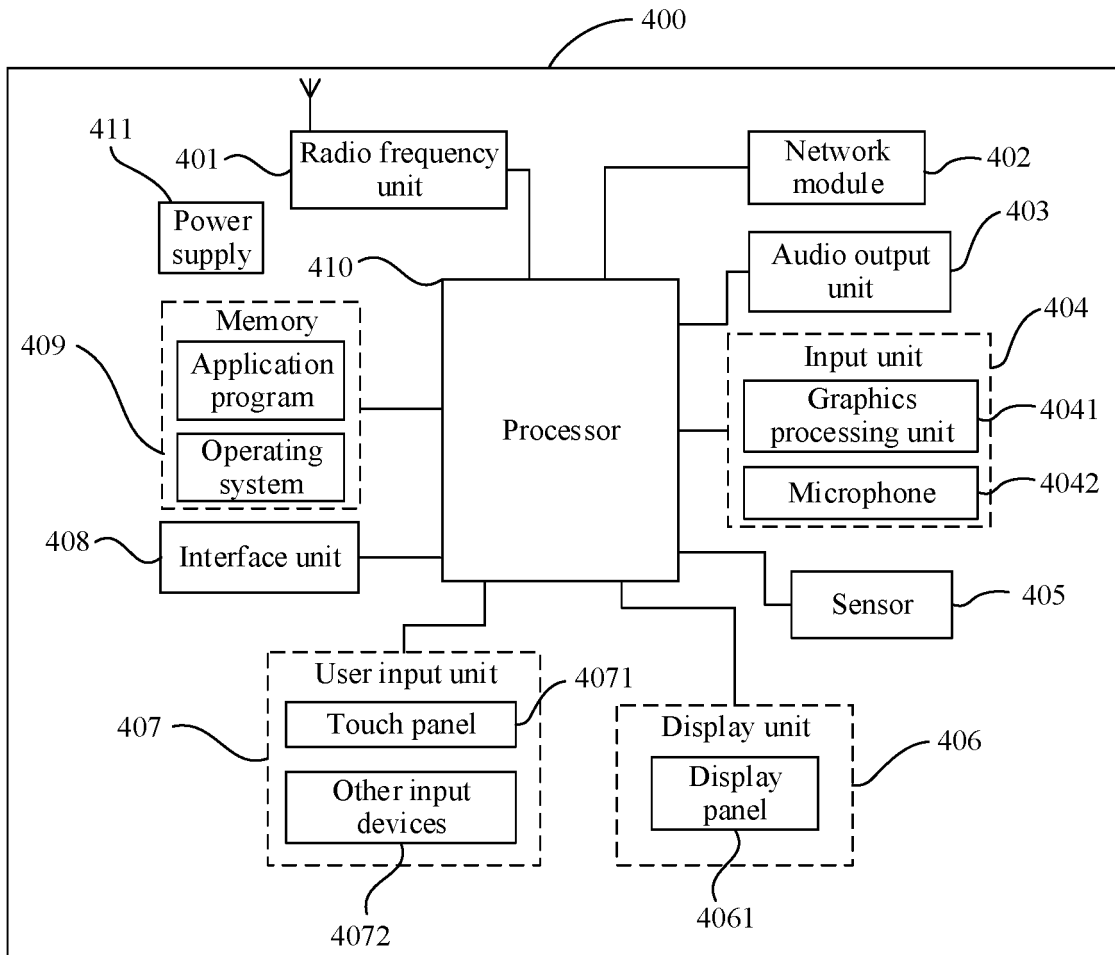 400
411
401
Radio frequency
unit
Network
module
402
Power
supply
403
Audio output
unit
410
Memory
409
Application
program
Operating
system
Processor
404
Input unit
Graphics
processing unit
4041
Microphone
4042
408
Interface unit
Sensor
405
User input unit
4071
407
Touch panel
Other input
devices
4072
Display unit
406
Display
panel
4061